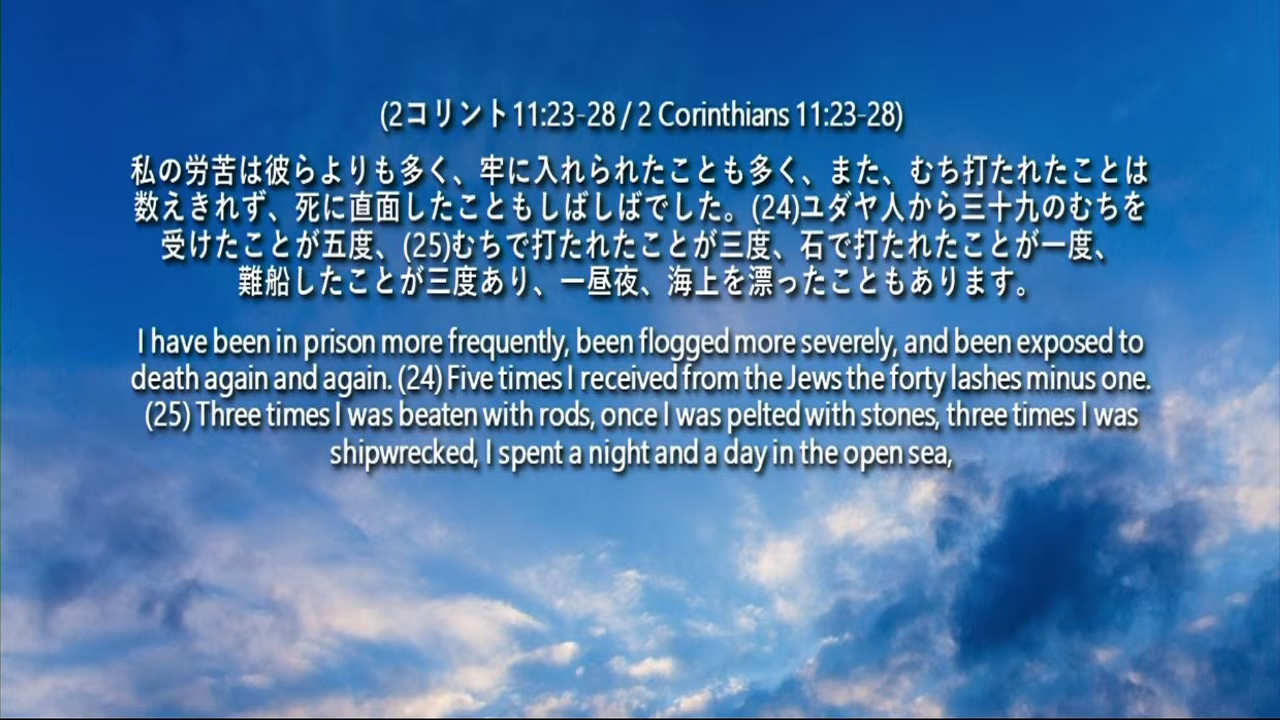 (2コリント11:23-28 / 2 Corinthians 11:23-28)
私の労苦は彼らよりも多く、牢に入れられたことも多く、また、むち打たれたことは
数えきれず、死に直面したこともしばしばでした。(24)ユダヤ人から三十九のむちを
受けたことが五度、(25)むちで打たれたことが三度、石で打たれたことが一度、
難船したことが三度あり、一昼夜、海上を漂ったこともあります。
I have been in prison more frequently, been flogged more severely, and been exposed to
death again and again. (24) Five times I received from the Jews the forty lashes minus one.
(25) Three times I was beaten with rods, once I was pelted with stones, three times I was
shipwrecked, I spent a night and a day in the open sea,